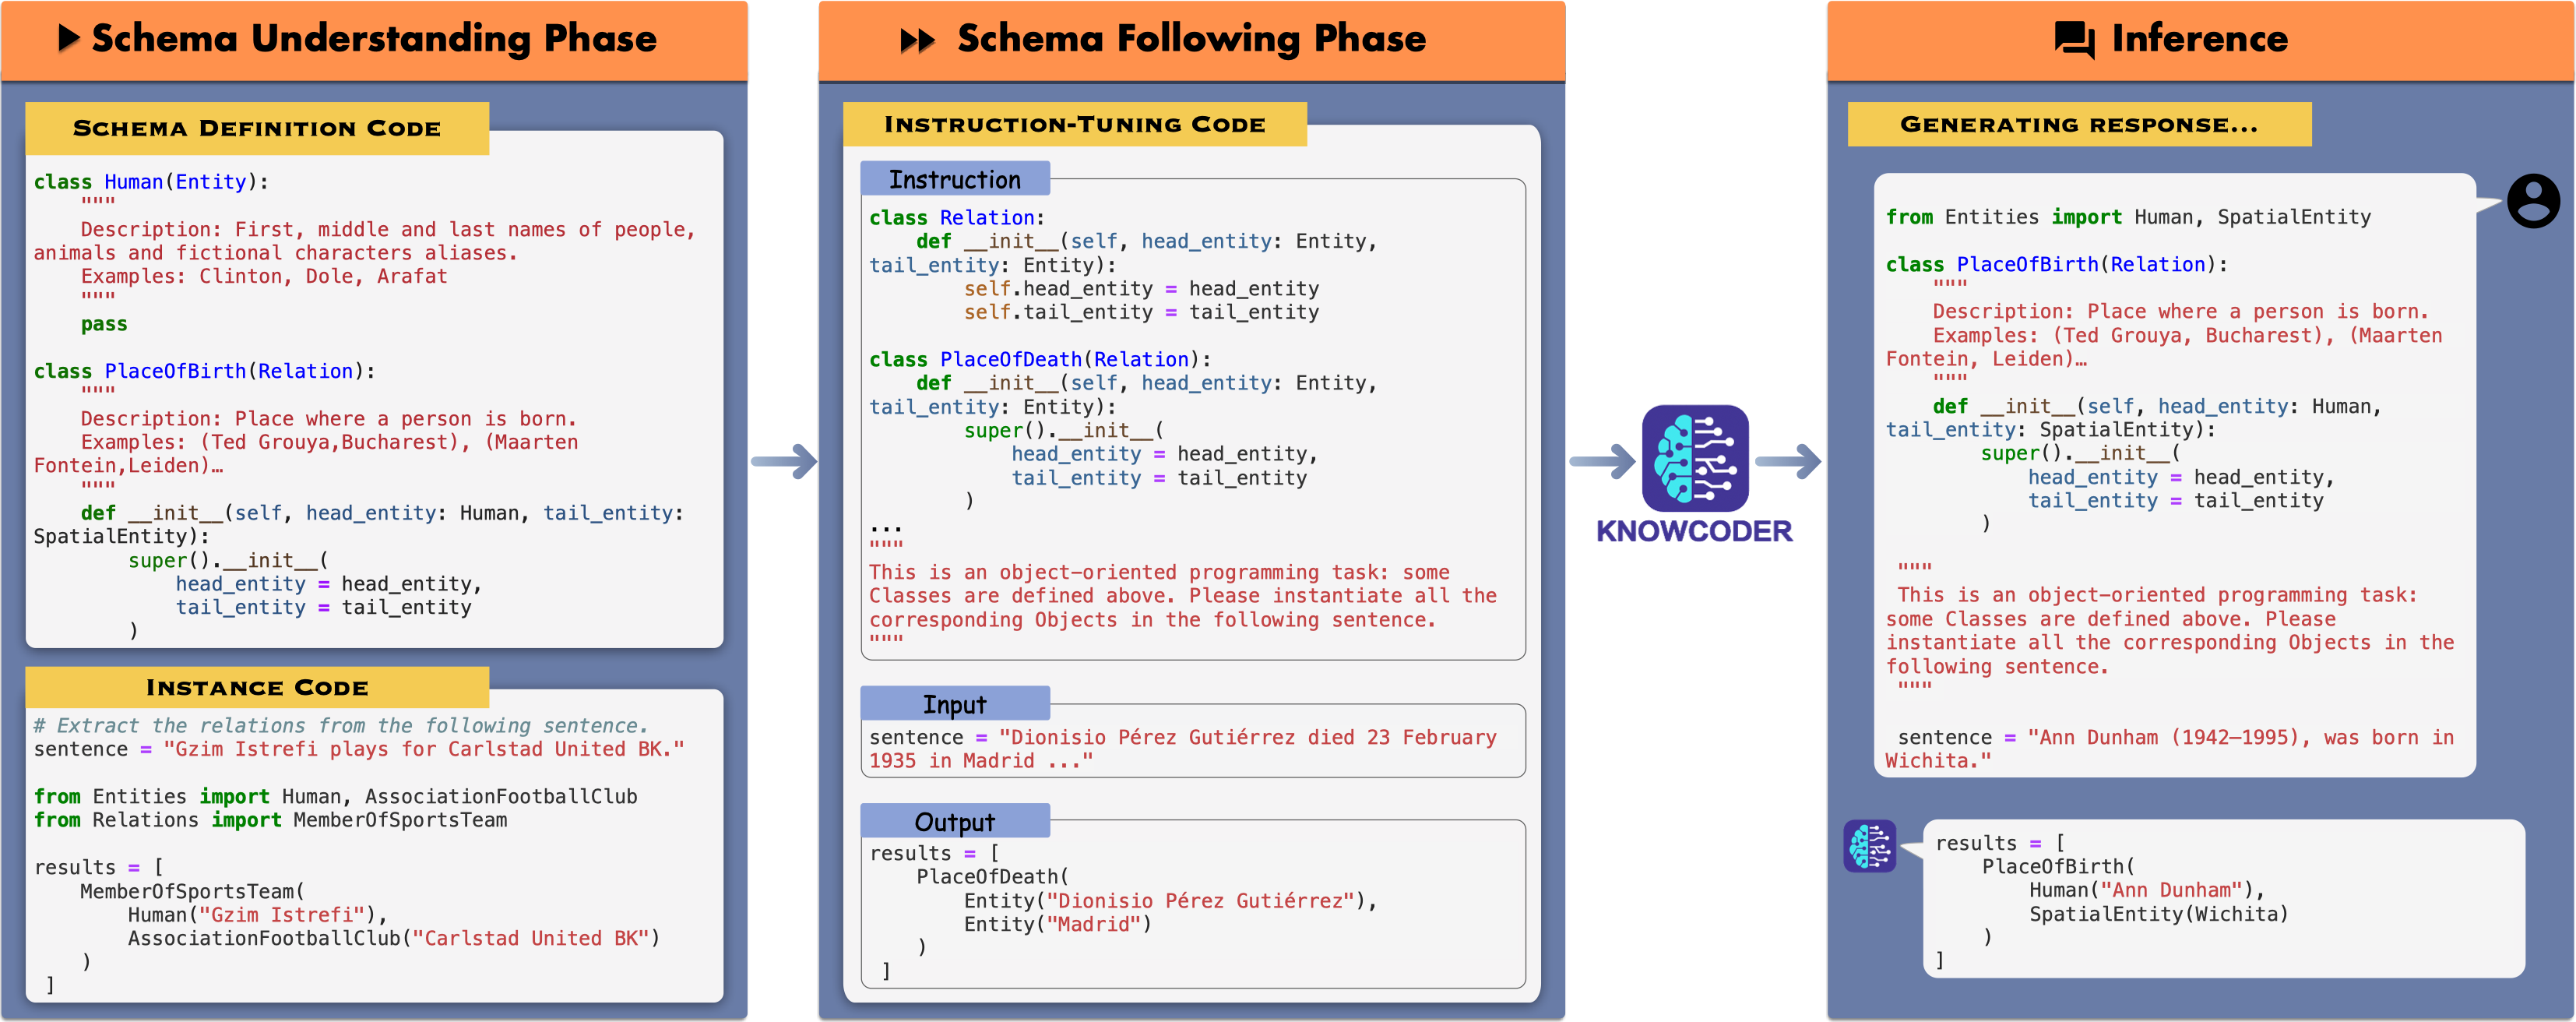 Schema Understanding Phase
SCHEMA DEFINITION CODE
class Human(Entity):
    """
    Description: First, middle and last names of people,
animals and fictional characters aliases.
    Examples: Clinton, Dole, Arafat
    """
    pass
class PlaceOfBirth(Relation):
    """
    Description: Place where a person is born.
    Examples: (Ted Grouya,Bucharest), (Maarten
Fontein,Leiden)…
    """
    def __init__(self, head_entity: Human, tail_entity:
SpatialEntity):
        super().__init__(
            head_entity = head_entity,
            tail_entity = tail_entity
        )
INSTANCE CODE
# Extract the relations from the following sentence.
sentence = "Gzim Istrefi plays for Carlstad United BK."
from Entities import Human, AssociationFootballClub
from Relations import MemberOfSportsTeam
results = [
    MemberOfSportsTeam(
        Human("Gzim Istrefi"),
        AssociationFootballClub("Carlstad United BK")
    )
 ]
Schema Following Phase
INSTRUCTION-TUNING CODE
Instruction
class Relation:
    def __init__(self, head_entity: Entity,
tail_entity: Entity):
        self.head_entity = head_entity
        self.tail_entity = tail_entity
class PlaceOfDeath(Relation):
    def __init__(self, head_entity: Entity,
tail_entity: Entity):
        super().__init__(
            head_entity = head_entity,
            tail_entity = tail_entity
        )
...
"""
This is an object-oriented programming task: some
Classes are defined above. Please instantiate all the
corresponding Objects in the following sentence.
"""
Input
sentence = "Dionisio Pérez Gutiérrez died 23 February
1935 in Madrid ..."
Output
results = [
    PlaceOfDeath(
        Entity("Dionisio Pérez Gutiérrez"),
        Entity("Madrid")
    )
 ]
KNOWCODER
Inference
GENERATING RESPONSE...
from Entities import Human, SpatialEntity
class PlaceOfBirth(Relation):
    """
    Description: Place where a person is born.
    Examples: (Ted Grouya, Bucharest), (Maarten
Fontein, Leiden)…
    """
    def __init__(self, head_entity: Human,
tail_entity: SpatialEntity):
        super().__init__(
            head_entity = head_entity,
            tail_entity = tail_entity
        )
 """
 This is an object-oriented programming task:
some Classes are defined above. Please
instantiate all the corresponding Objects in the
following sentence.
 """
 sentence = "Ann Dunham (1942–1995), was born in
Wichita."
results = [
    PlaceOfBirth(
        Human("Ann Dunham"),
        SpatialEntity(Wichita)
    )
]